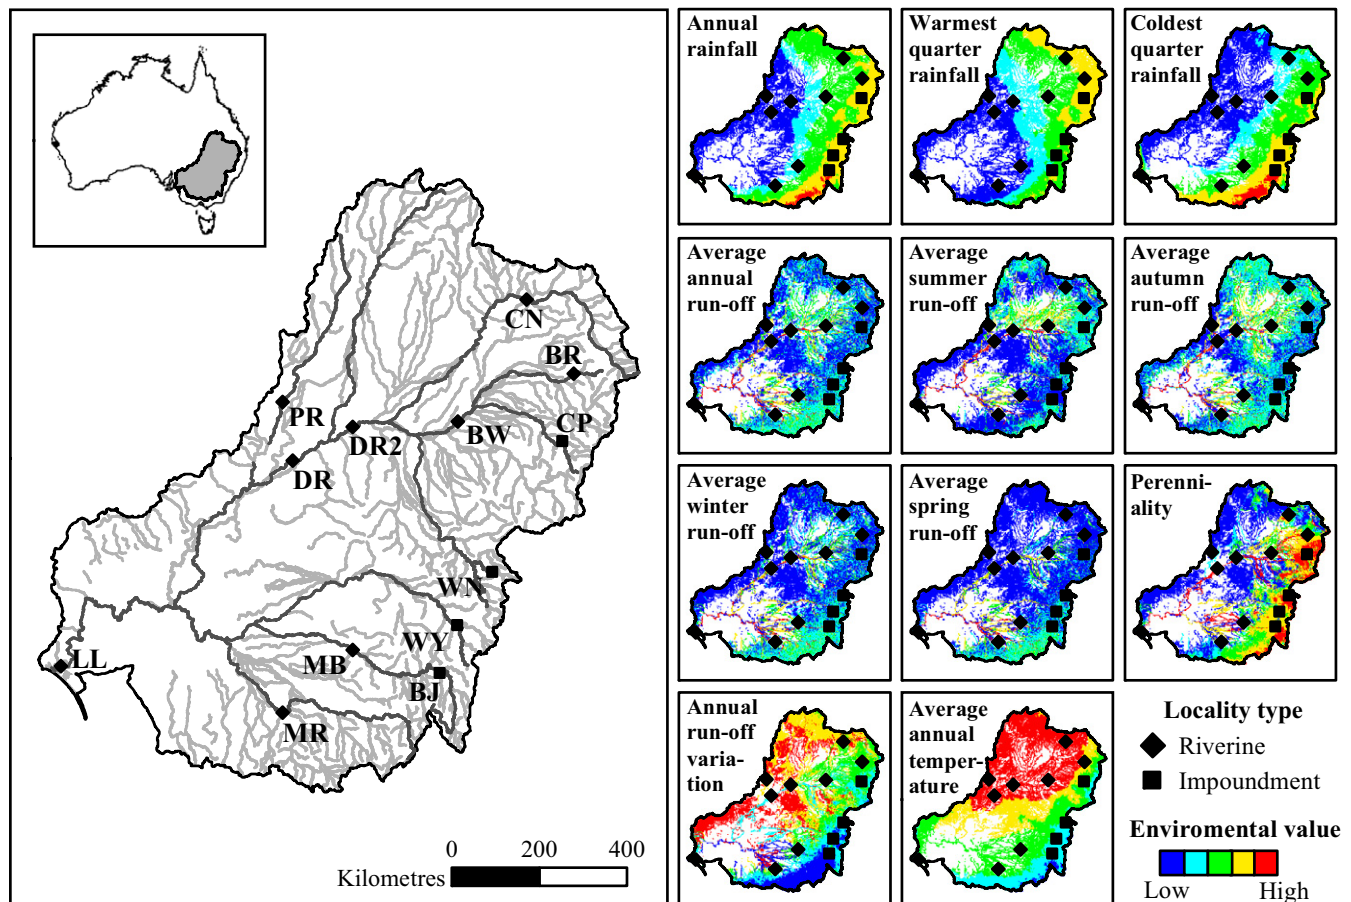 CN
BR
PR
CP
DR2
BW
DR
WN
WY
MB
LL
BJ
MR
0 200 400
Kilometres
Annual
rainfall
Warmest
quarter
rainfall
Coldest
quarter
rainfall
Average
annual
run-off
Average
summer
run-off
Average
autumn
run-off
Average
winter
run-off
Average
spring
run-off
Perenni-
ality
Annual
run-off
varia-
tion
Average
annual
temper-
ature
Locality type
Riverine
Impoundment
Enviromental value
Low High